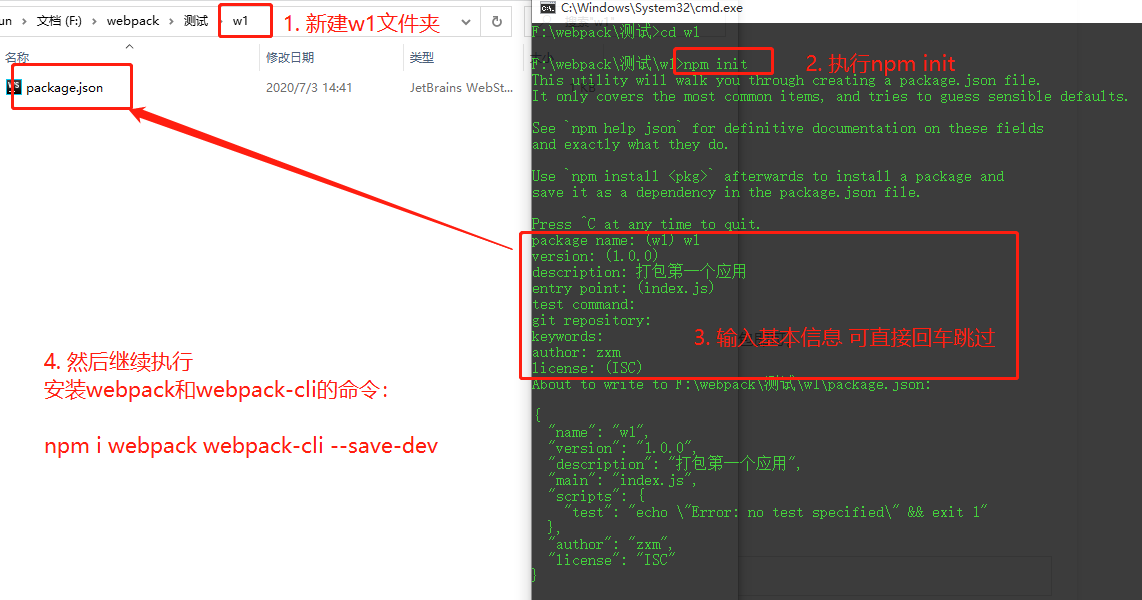 un › 文档 (F:) › webpack › 测试 › w1
1. 新建w1文件夹
名称
修改日期
类型
package.json
2020/7/3 14:41
JetBrains WebSt...
4. 然后继续执行
安装webpack和webpack-cli的命令：
npm i webpack webpack-cli --save-dev
C:\Windows\System32\cmd.exe
F:\webpack\测试>cd w1
F:\webpack\测试\w1>npm init
2. 执行npm init
This utility will walk you through creating a package.json file.
It only covers the most common items, and tries to guess sensible defaults.
See `npm help json` for definitive documentation on these fields
and exactly what they do.
Use `npm install <pkg>` afterwards to install a package and
save it as a dependency in the package.json file.
Press ^C at any time to quit.
package name: (w1) w1
version: (1.0.0)
description: 打包第一个应用
entry point: (index.js)
test command:
git repository:
keywords:
3. 输入基本信息 可直接回车跳过
author: zxm
license: (ISC)
About to write to F:\webpack\测试\w1\package.json:
{
"name": "w1",
"version": "1.0.0",
"description": "打包第一个应用",
"main": "index.js",
"scripts": {
"test": "echo \"Error: no test specified\" && exit 1"
},
"author": "zxm",
"license": "ISC"
}